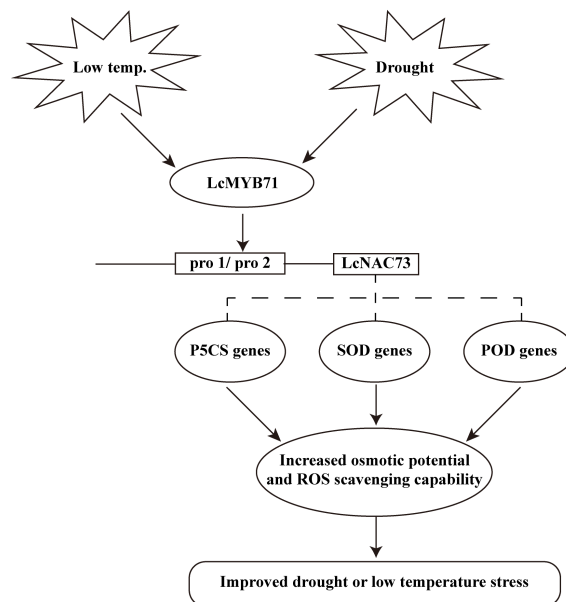 Low temp.
Drought
LcMYB71
pro 1/ pro 2
LcNAC73
P5CS genes
SOD genes
POD genes
Increased osmotic potential
and ROS scavenging capability
Improved drought or low temperature stress